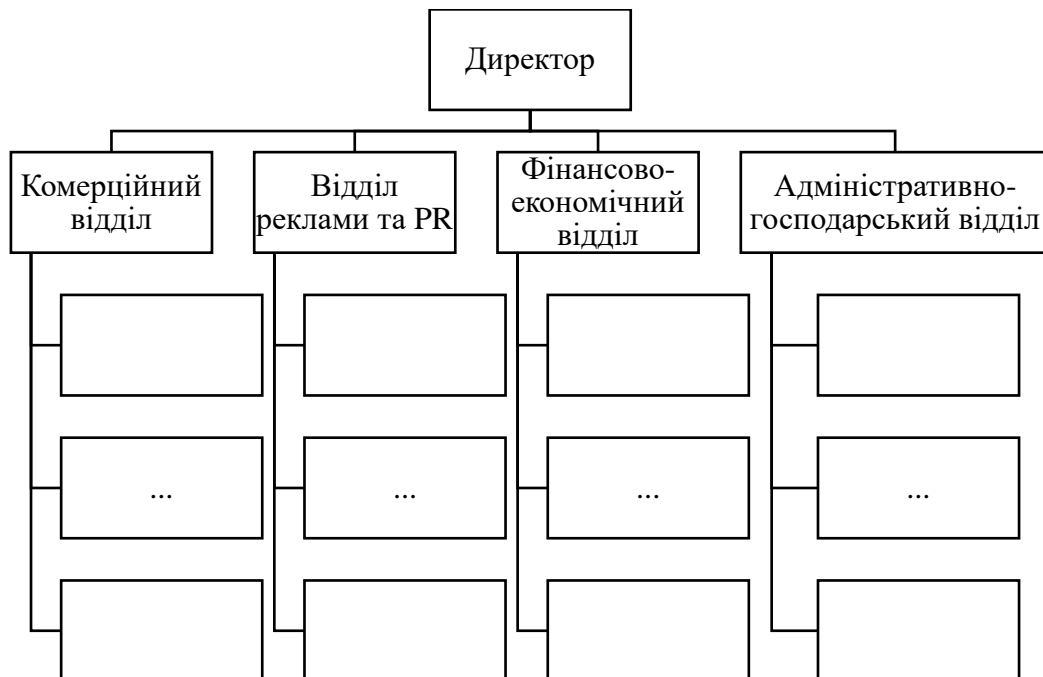 Директор
Комерційний
відділ
Відділ
реклами та PR
Фінансово-
економічний
відділ
Адміністративно-
господарський відділ
...
...
...
...